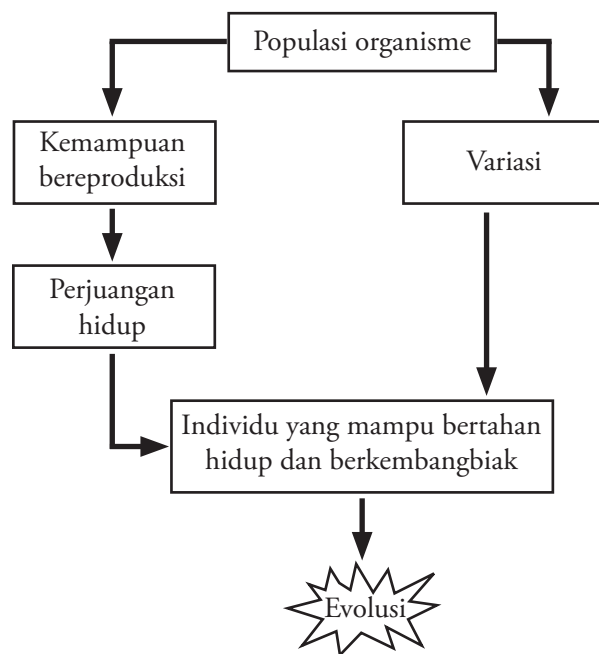 Populasi organisme
Kemampuan
bereproduksi
Variasi
Perjuangan
hidup
Individu yang mampu bertahan
hidup dan berkembangbiak
Evolusi